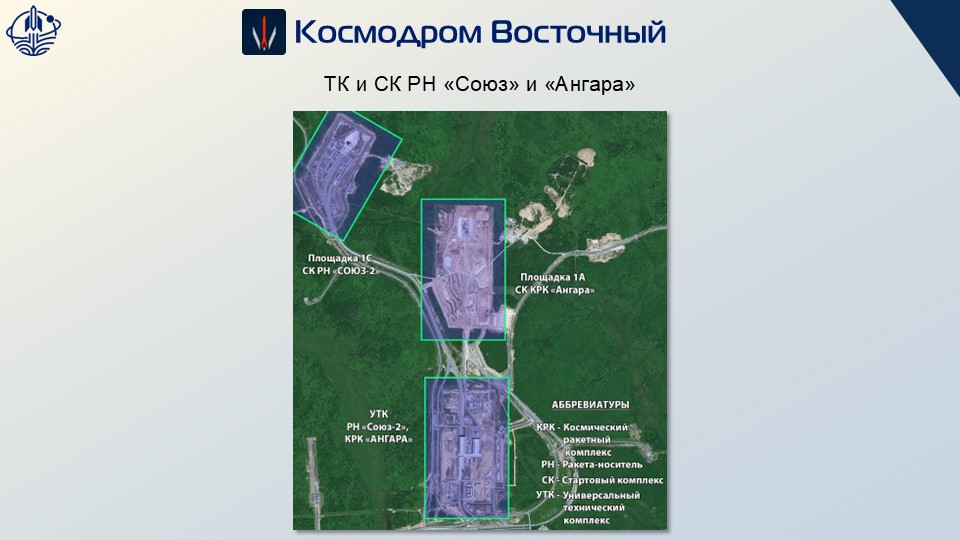 Космодром Восточный
ТК и СК РН «Союз» и «Ангара»
Площадка 1С
СК РН «СОЮЗ-2»
Площадка 1А
СК КРК «Ангара»
УТК
РН «Союз-2»,
КРК «АНГАРА»
АББРЕВИАТУРЫ
КРК - Космический
ракетный
комплекс
РН - Ракета-носитель
СК - Стартовый комплекс
УТК - Универсальный
технический
комплекс